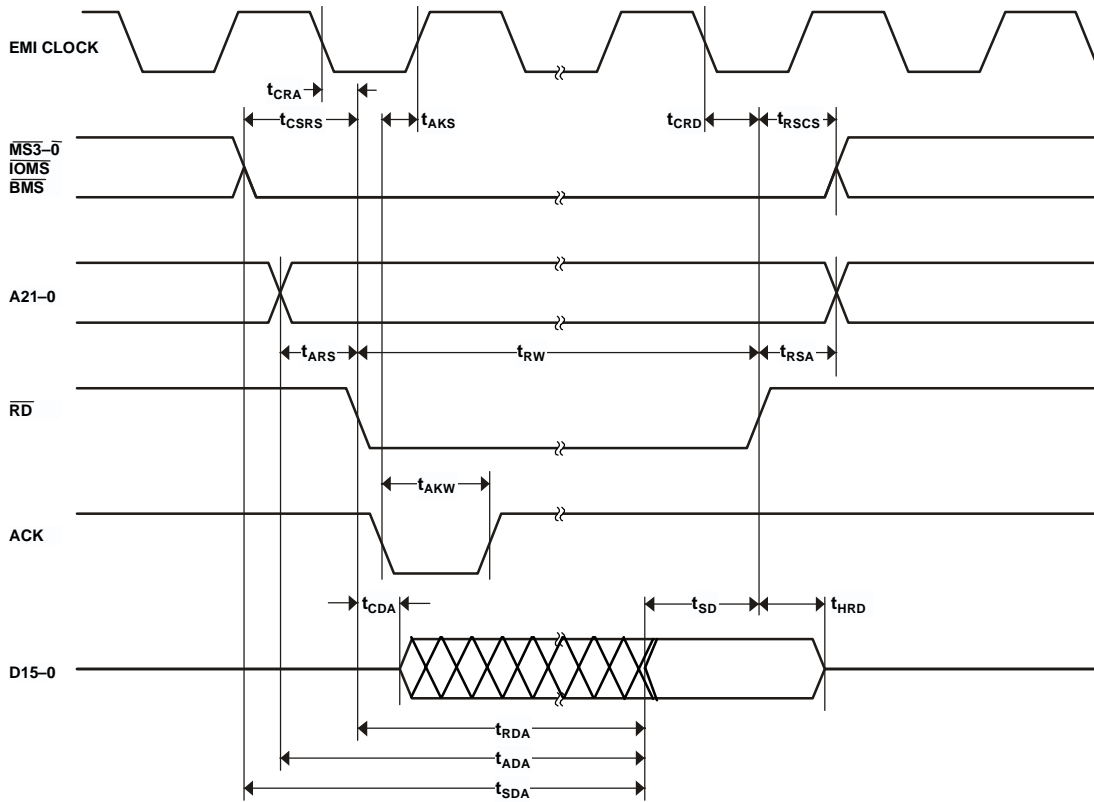 EMI CLOCK
tCRA
tCSRS
tAKS
tCRD
tRSCS
MS3–0
IOMS
BMS
A21–0
tARS
tRW
tRSA
RD
tAKW
ACK
tCDA
tSD
tHRD
D15–0
tRDA
tADA
tSDA